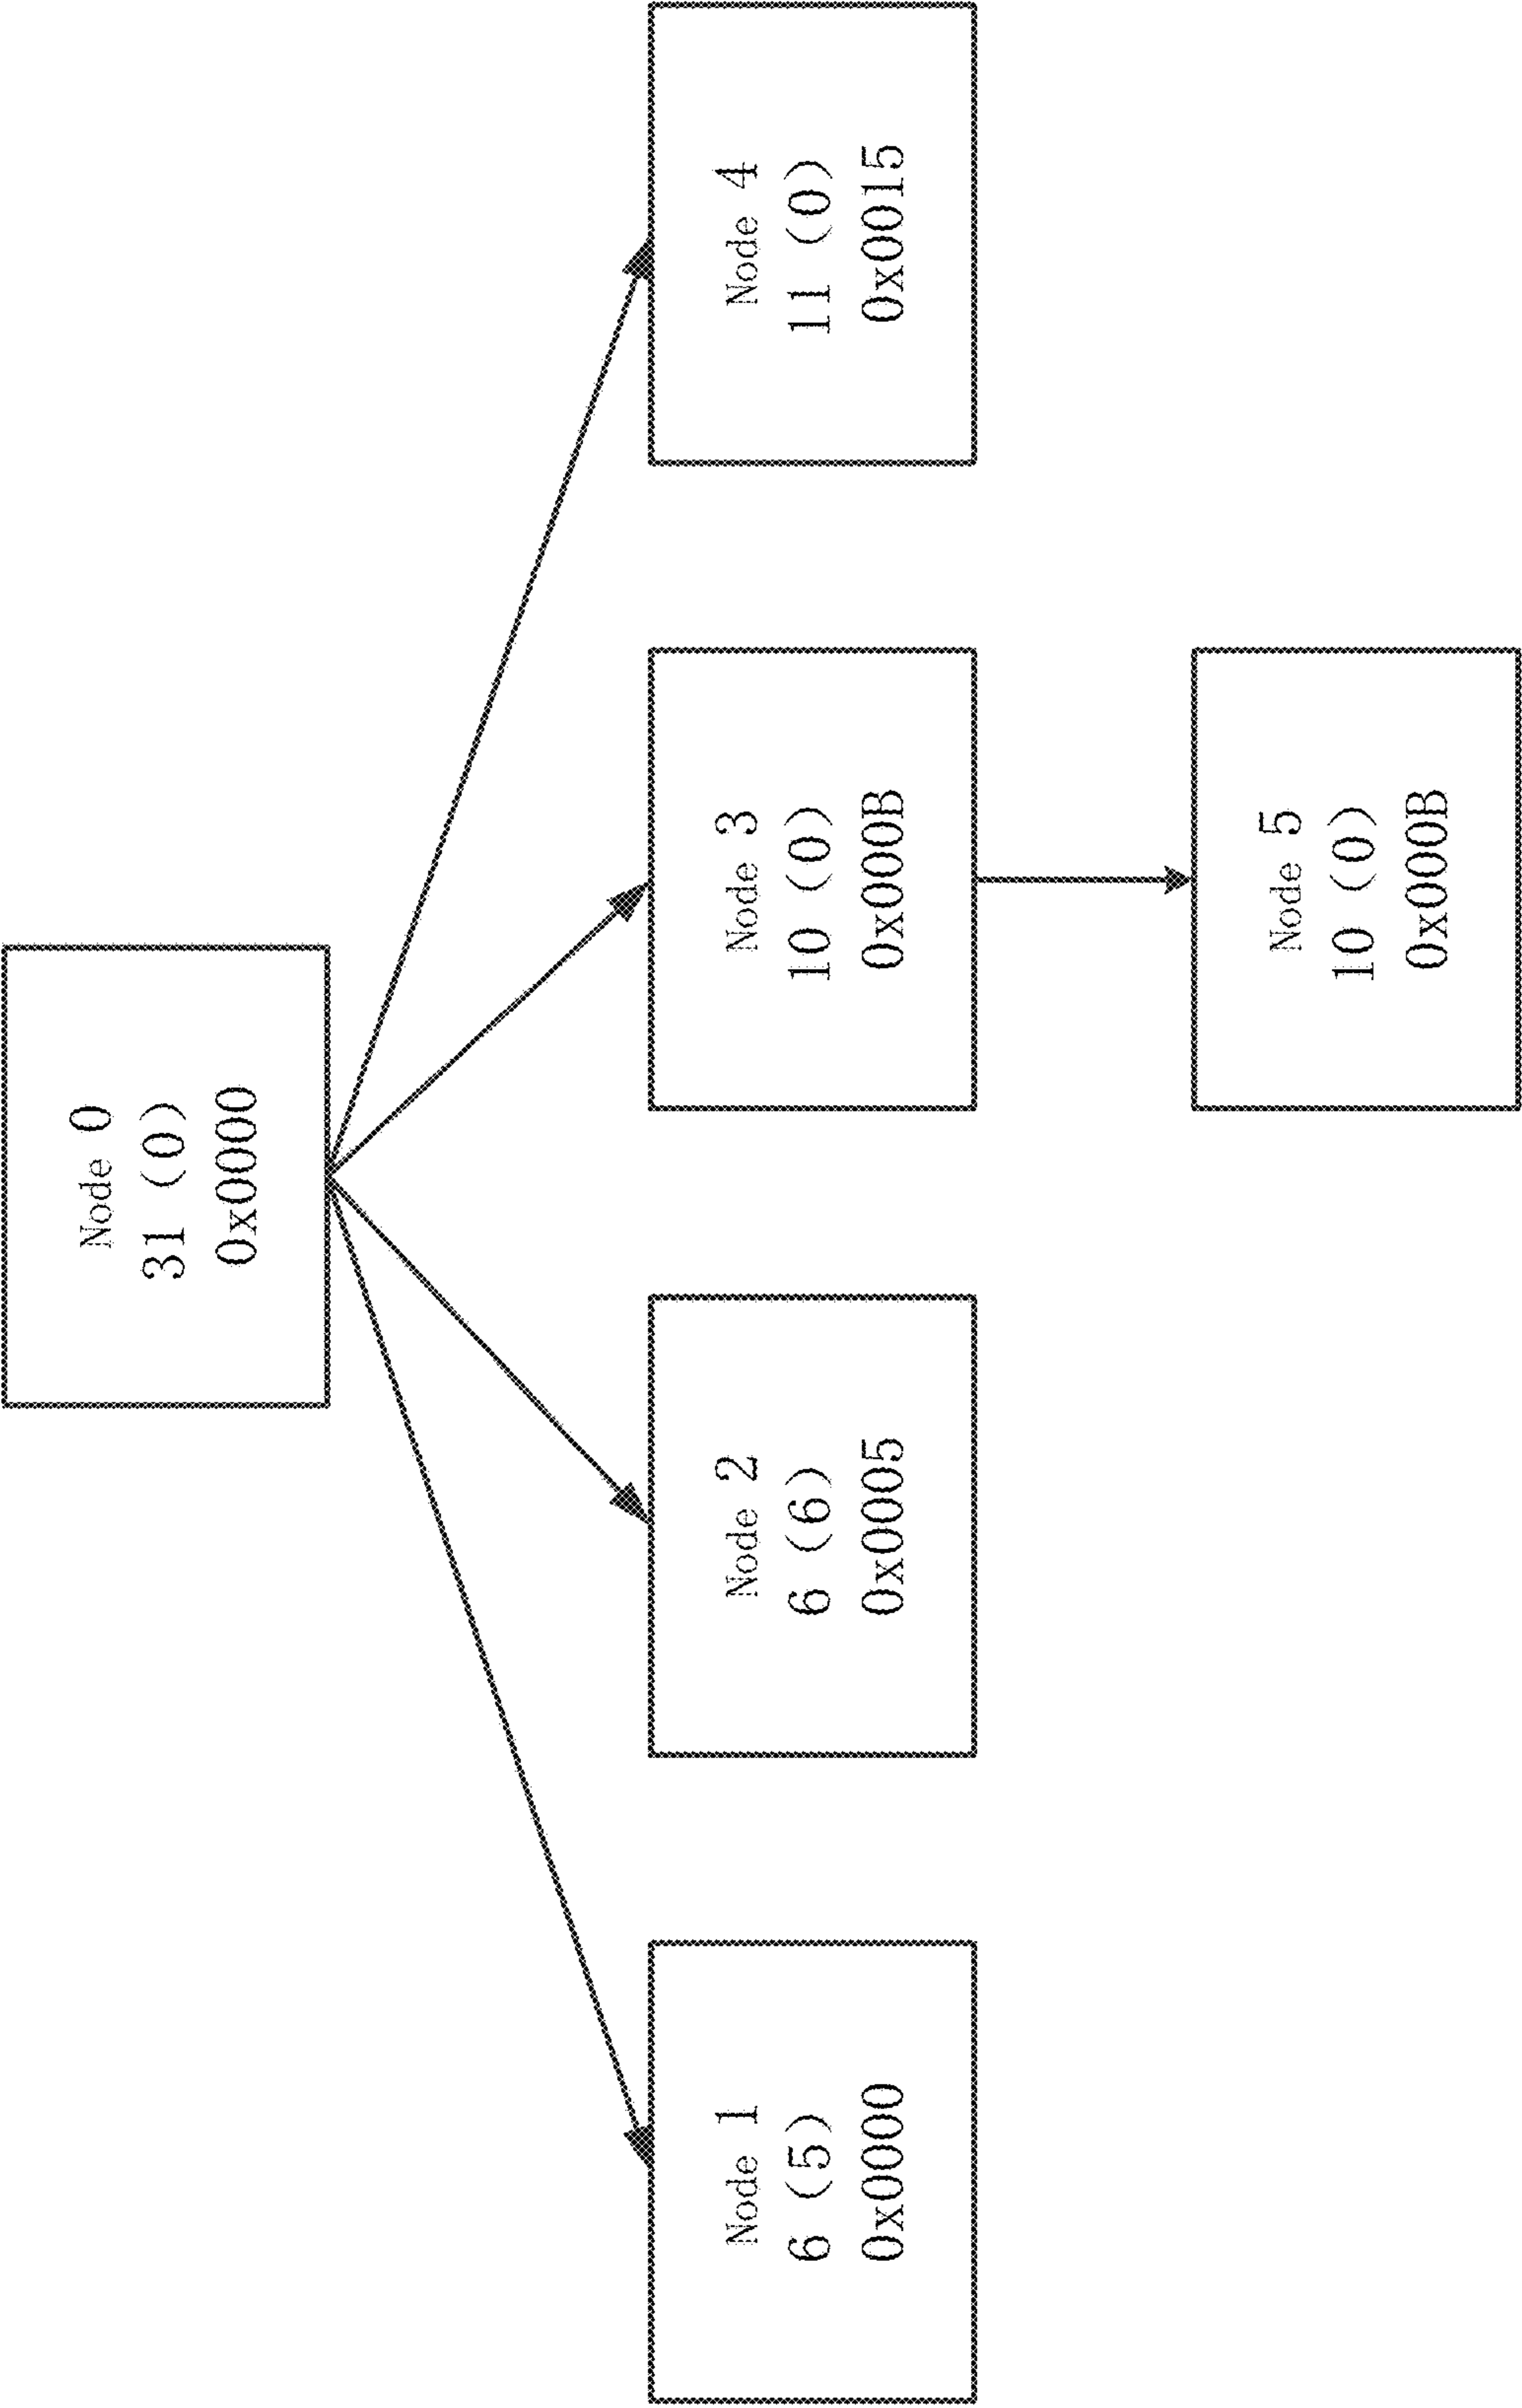 Node 0
31 (0)
0x0000
Node 1
6 (5)
0x0000
Node 2
6 (6)
0x0005
Node 3
10 (0)
0x000B
Node 4
11 (0)
0x0015
Node 5
10 (0)
0x000B